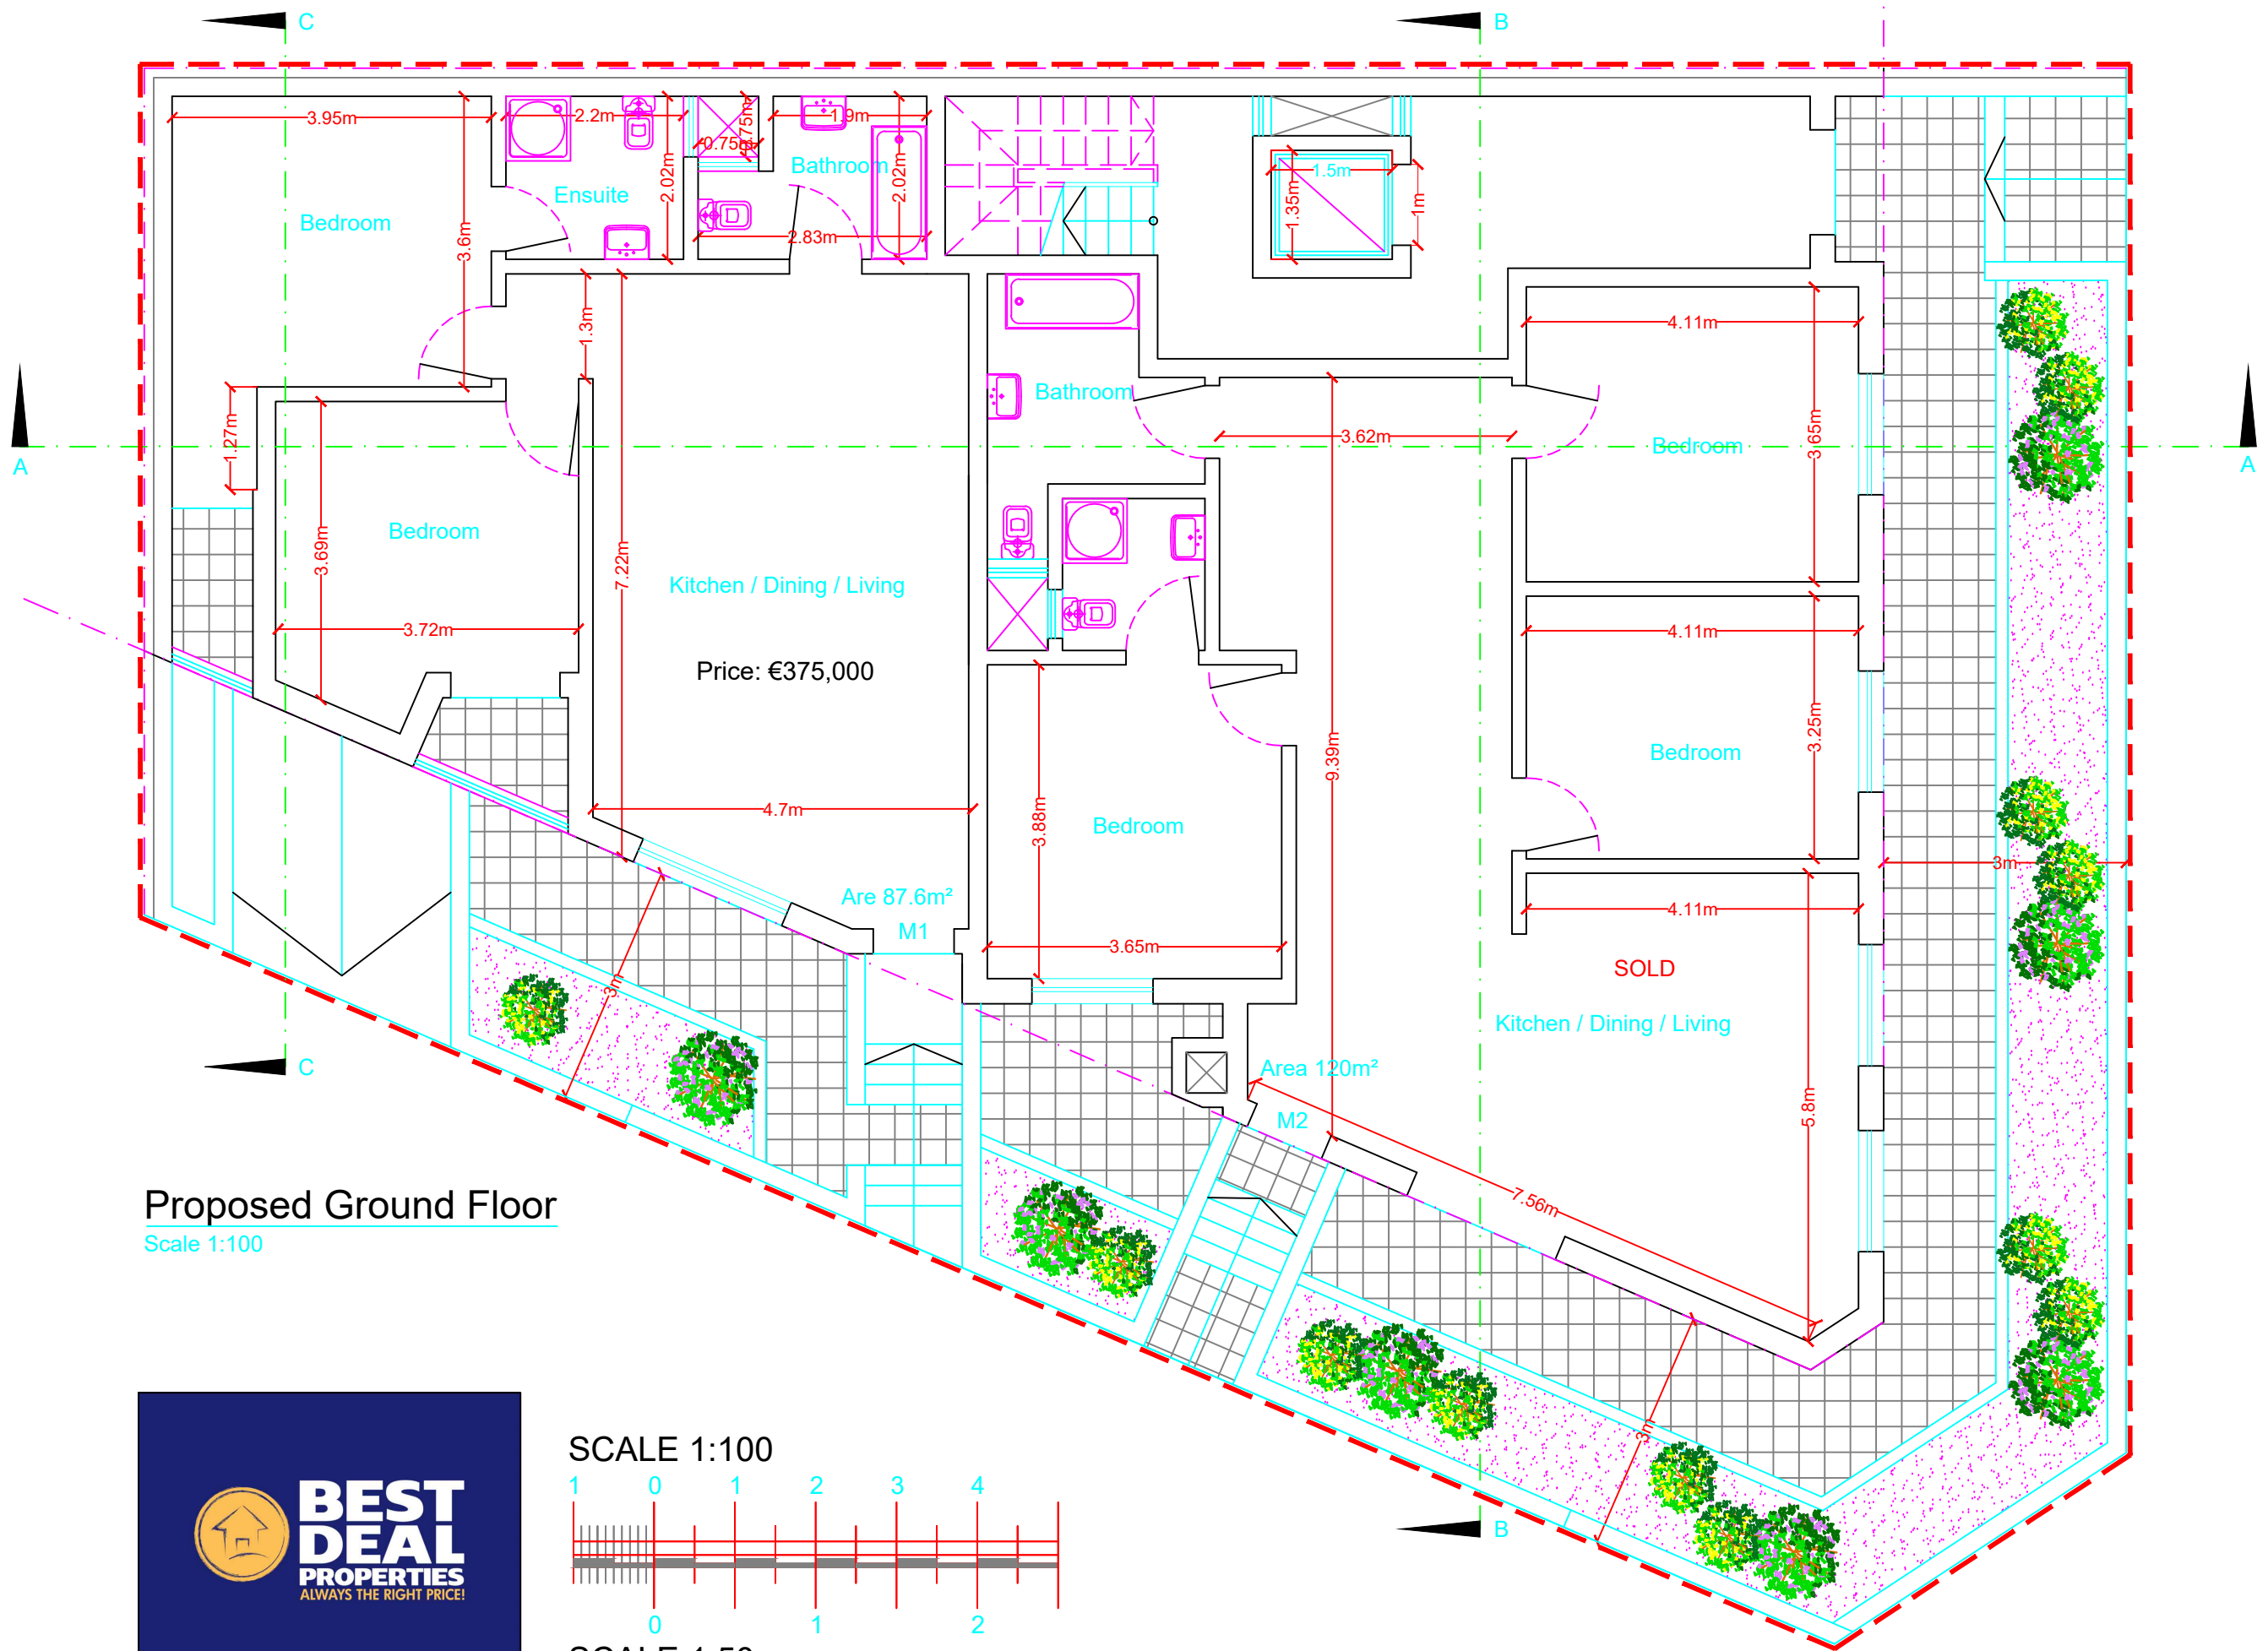 C
B
3.95m
2.2m
0.75m
0.75m
1.9m
Bathroom
2.02m
2.02m
Ensuite
Bedroom
3.6m
2.83m
1.5m
1.35m
1m
1.3m
4.11m
1.27m
Bathroom
3.62m
3.65m
Bedroom
A
A
Bedroom
3.69m
7.22m
Kitchen / Dining / Living
3.72m
4.11m
Price: €375,000
9.39m
3.25m
Bedroom
4.7m
3.88m
Bedroom
3m
Are 87.6m²
M1
4.11m
3.65m
SOLD
Kitchen / Dining / Living
3m
C
Area 120m²
M2
5.8m
7.56m
Proposed Ground Floor
Scale 1:100
3m
B
BEST
DEAL
PROPERTIES
ALWAYS THE RIGHT PRICE!
SCALE 1:100
1 0 1 2 3 4
0 1 2
SCALE 1:50